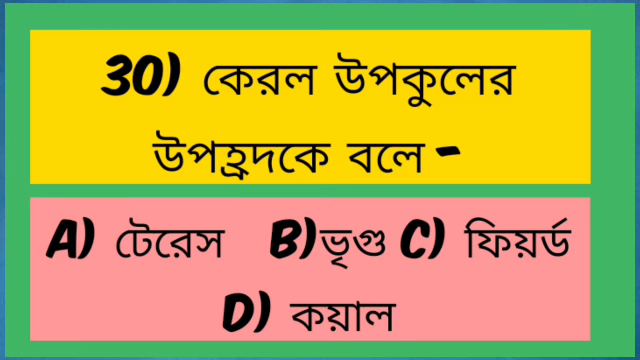 30) কেরল উপকুলের
উপহ্রদকে বলে -
A) টেরেস B)ভৃগু C) ফিয়র্ড
D) কয়াল